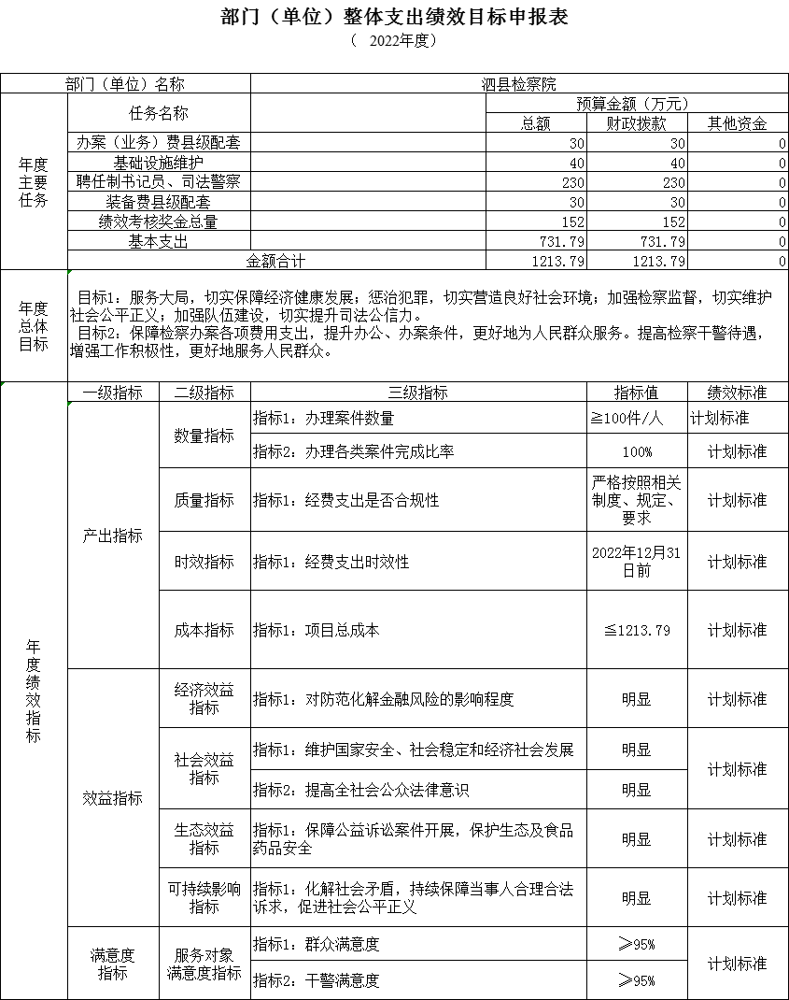 部门（单位）整体支出绩效目标申报表
（ 2022年度）
部门（单位）名称 泗县检察院
年度主要任务 任务名称 预算金额（万元）
总额 财政拨款 其他资金
办案（业务）费县级配套 30 30 0
基础设施维护 40 40 0
聘任制书记员、司法警察 230 230 0
装备费县级配套 30 30 0
绩效考核奖金总量 152 152 0
基本支出 731.79 731.79 0
金额合计 1213.79 1213.79 0
年度
总体
目标
目标1：服务大局，切实保障经济健康发展；惩治犯罪，切实营造良好社会环境；加强检察监督，切实维护
社会公平正义；加强队伍建设，切实提升司法公信力。
目标2：保障检察办案各项费用支出，提升办公、办案条件，更好地为人民群众服务。提高检察干警待遇，
增强工作积极性，更好地服务人民群众。
年度绩效指标
一级指标 二级指标 三级指标 指标值 绩效标准
产出指标
数量指标 指标1：办理案件数量 ≧100件/人 计划标准
指标2：办理各类案件完成比率 100% 计划标准
质量指标 指标1：经费支出是否合规性 严格按照相关
制度、规定、
要求
计划标准
时效指标 指标1：经费支出时效性 2022年12月31
日前
计划标准
成本指标 指标1：项目总成本 ≦1213.79 计划标准
效益指标
经济效益
指标
指标1：对防范化解金融风险的影响程度 明显 计划标准
社会效益
指标
指标1：维护国家安全、社会稳定和经济社会发展 明显
指标2：提高全社会公众法律意识 明显
计划标准
生态效益
指标
指标1：保障公益诉讼案件开展，保护生态及食品
药品安全
明显 计划标准
可持续影响
指标
指标1：化解社会矛盾，持续保障当事人合理合法
诉求，促进社会公平正义
明显 计划标准
满意度
指标
服务对象
满意度指标
指标1：群众满意度 ≥95%
指标2：干警满意度 ≥95%
计划标准